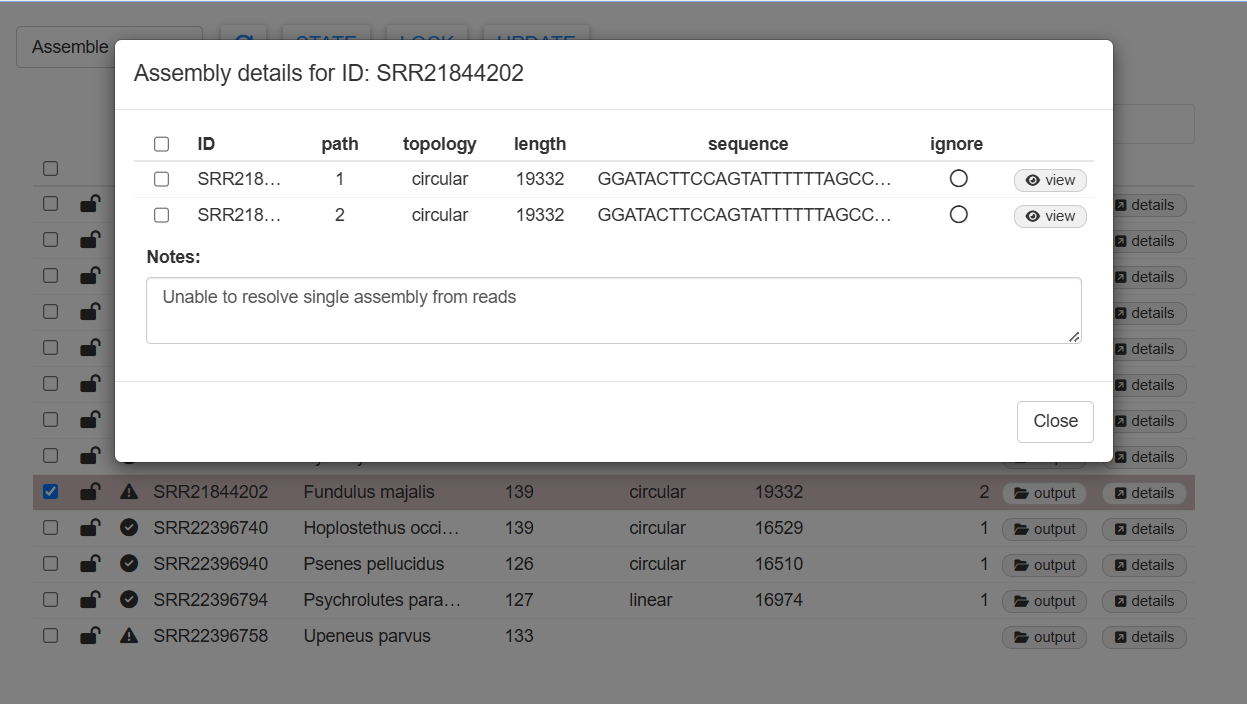 Assemble
STATE LOCK UPDATE
Assembly details for ID: SRR21844202
ID path topology length sequence ignore
SRR218… 1 circular 19332 GGATACTTCCAGTATTTTTTAGCC… view
SRR218… 2 circular 19332 GGATACTTCCAGTATTTTTTAGCC… view
Notes:
Unable to resolve single assembly from reads
Close
details
details
details
details
details
details
details
details
SRR21844202 Fundulus majalis 139 circular 19332 2 output details
SRR22396740 Hoplostethus occi… 139 circular 16529 1 output details
SRR22396940 Psenes pellucidus 126 circular 16510 1 output details
SRR22396794 Psychrolutes para… 127 linear 16974 1 output details
SRR22396758 Upeneus parvus 133 output details